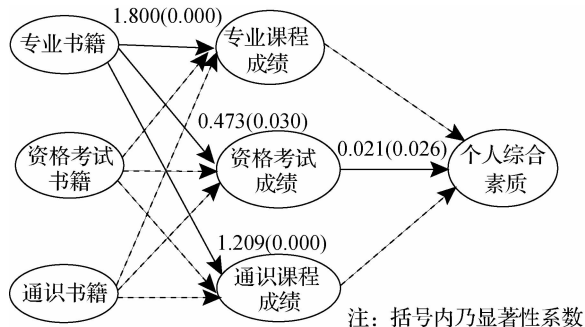 1.800(0.000)
专业书籍
专业课程
成绩
0.473(0.030)
资格考试
书籍
资格考试
成绩
0.021(0.026)
个人综合
素质
1.209(0.000)
通识书籍
通识课程
成绩
注：括号内乃显著性系数